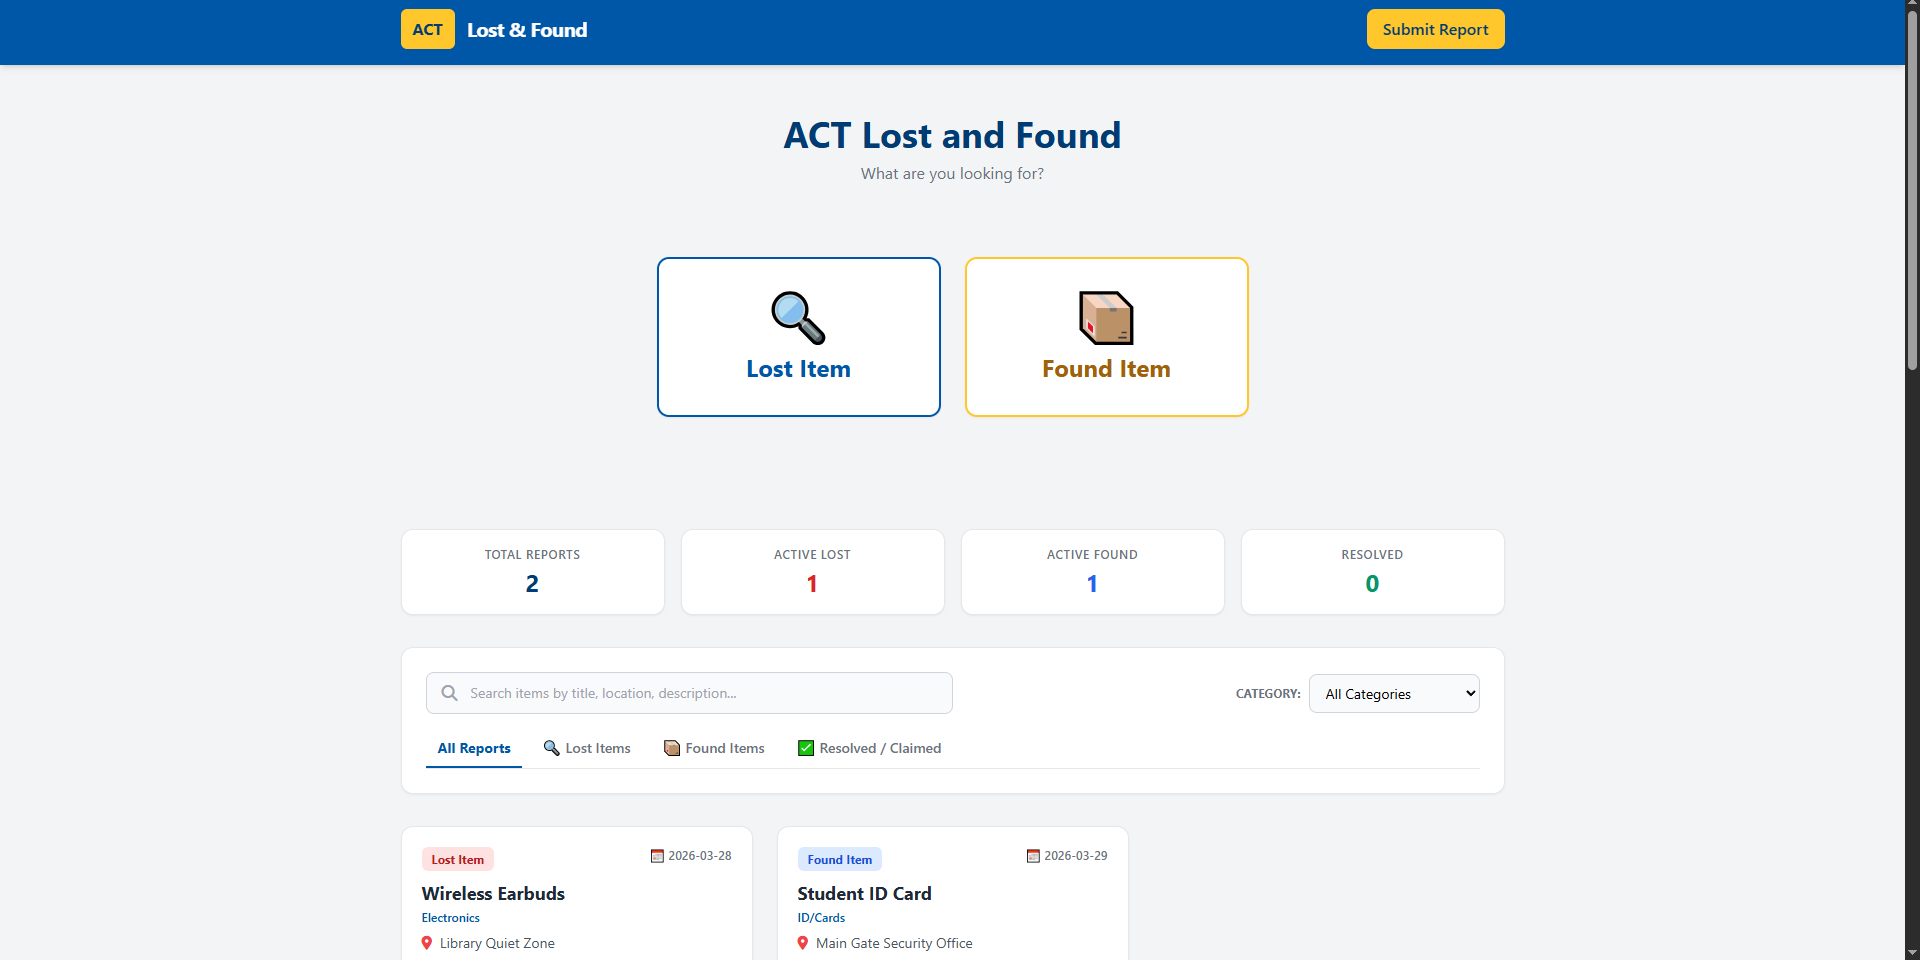 ACT Lost & Found
Submit Report
ACT Lost and Found
What are you looking for?
Lost Item
Found Item
TOTAL REPORTS
2
ACTIVE LOST
1
ACTIVE FOUND
1
RESOLVED
0
Search items by title, location, description...
CATEGORY: All Categories
All Reports
Lost Items
Found Items
Resolved / Claimed
Lost Item
2026-03-28
Wireless Earbuds
Electronics
Library Quiet Zone
Found Item
2026-03-29
Student ID Card
ID/Cards
Main Gate Security Office